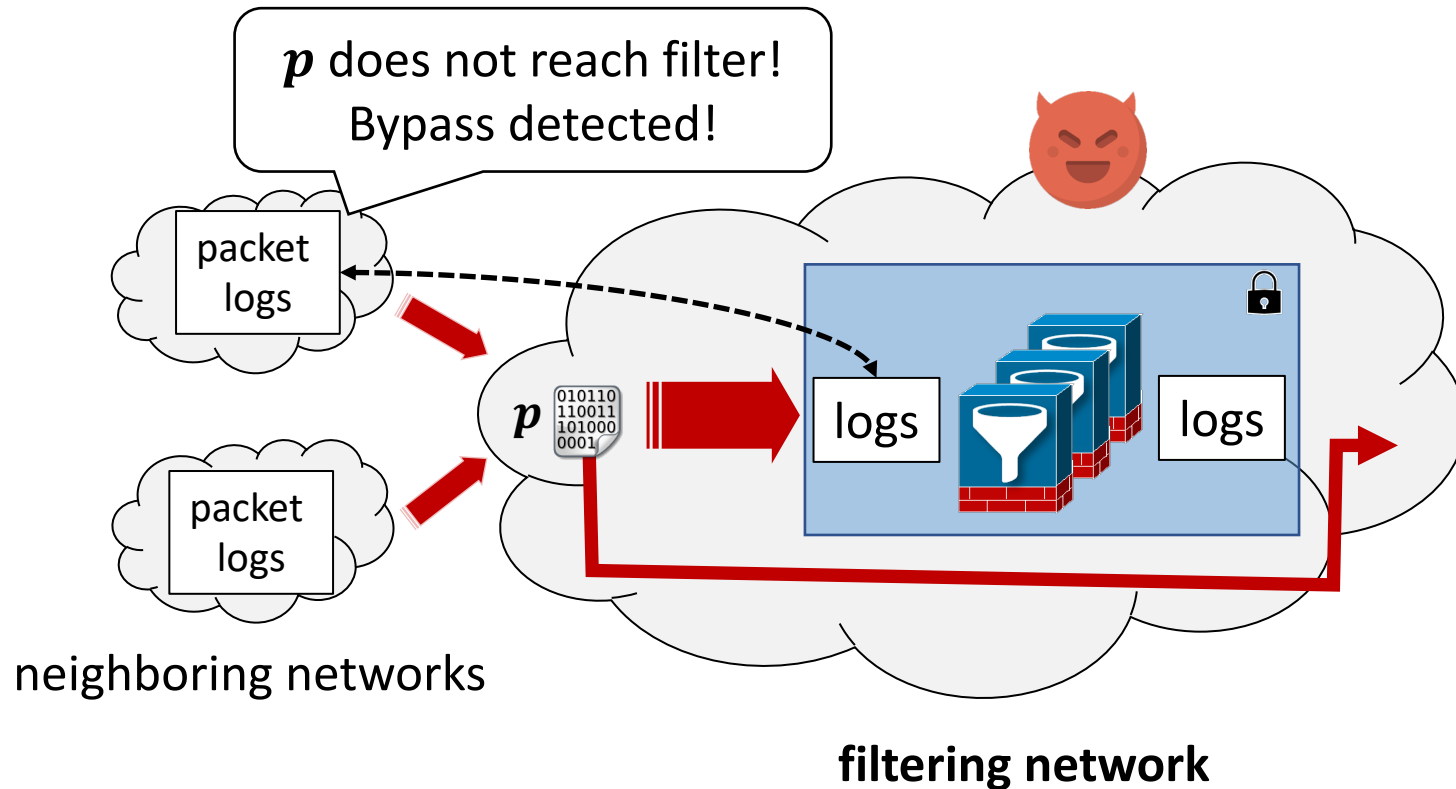 p does not reach filter!
Bypass detected!
packet
logs
p
010110
110011
101000
0001
logs
logs
packet
logs
neighboring networks
filtering network